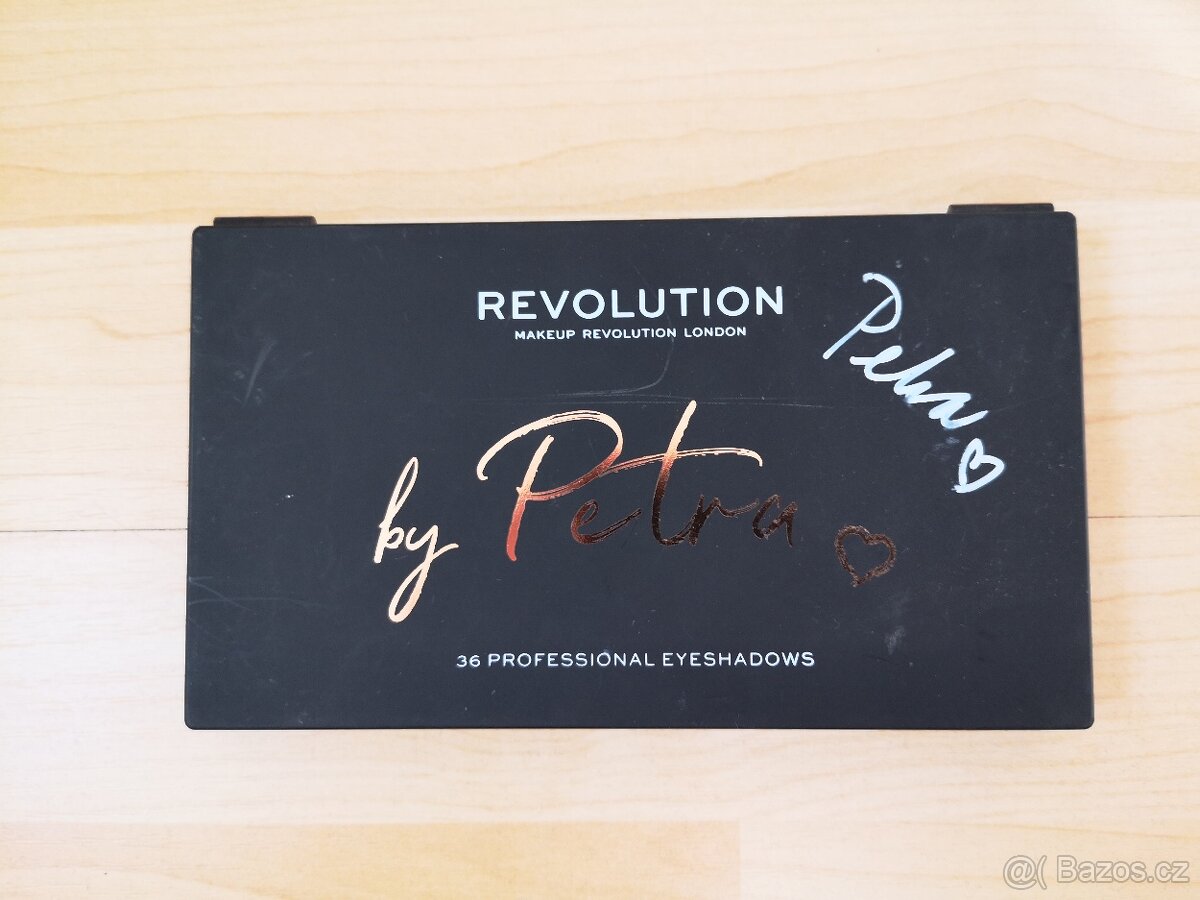 REVOLUTION
MAKEUP REVOLUTION LONDON
Petra
by Petra
36 PROFESSIONAL EYESHADOWS
@( Bazos.cz